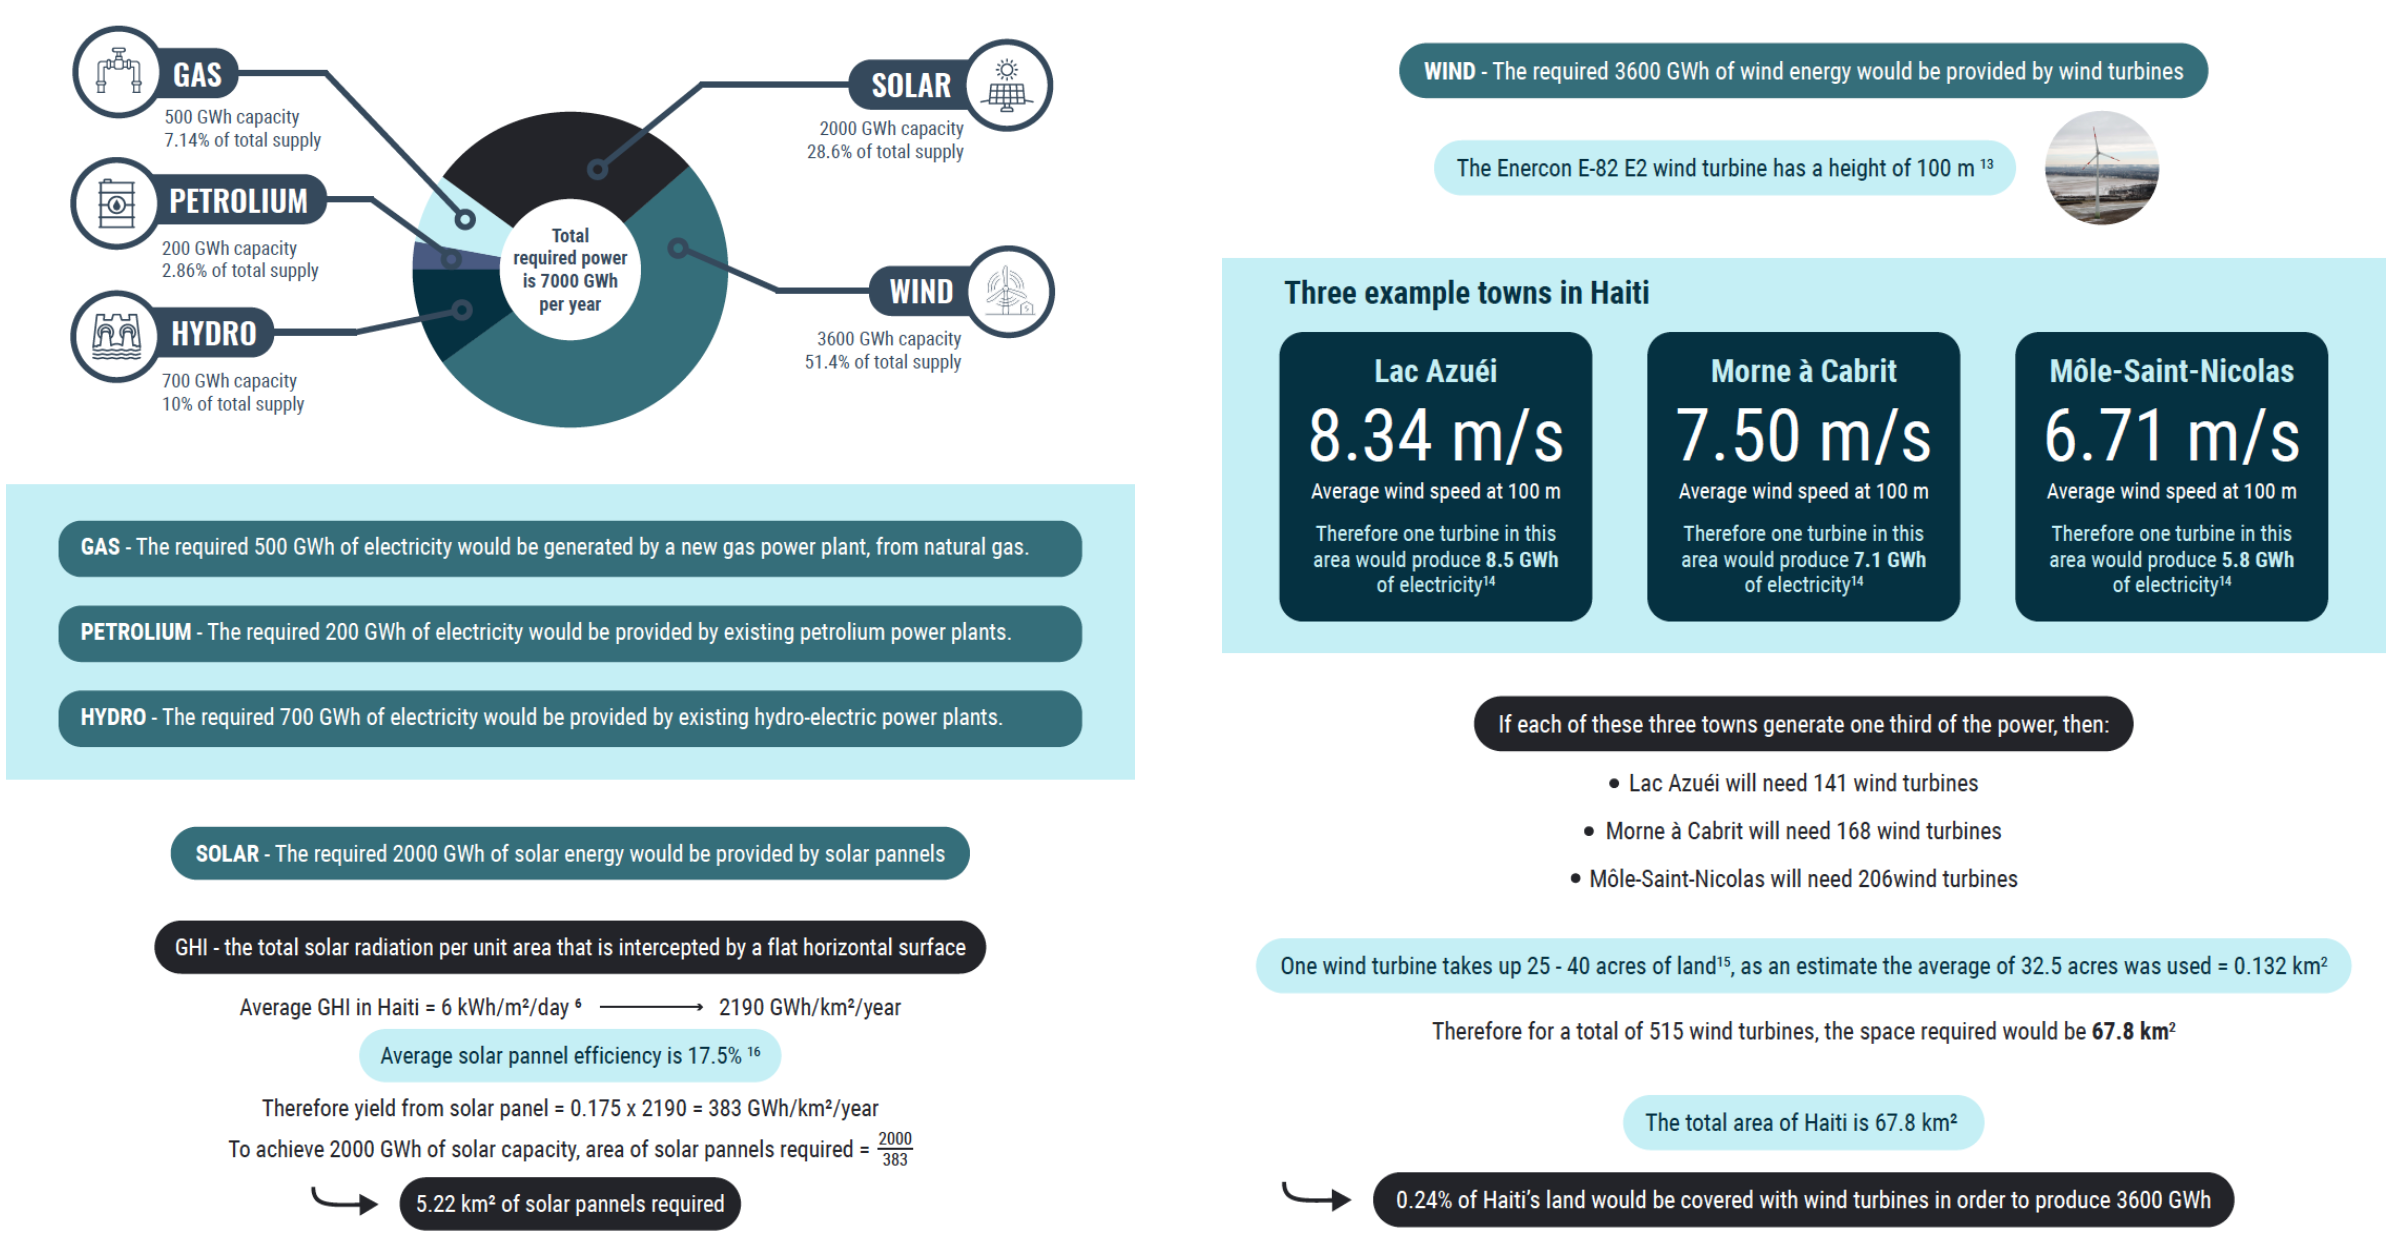 GAS
500 GWh capacity
7.14% of total supply
PETROLIUM
200 GWh capacity
2.86% of total supply
HYDRO
700 GWh capacity
10% of total supply
Total
required power
is 7000 GWh
per year
SOLAR
2000 GWh capacity
28.6% of total supply
WIND
3600 GWh capacity
51.4% of total supply
GAS - The required 500 GWh of electricity would be generated by a new gas power plant, from natural gas.
PETROLIUM - The required 200 GWh of electricity would be provided by existing petrolium power plants.
HYDRO - The required 700 GWh of electricity would be provided by existing hydro-electric power plants.
SOLAR - The required 2000 GWh of solar energy would be provided by solar pannels
GHI - the total solar radiation per unit area that is intercepted by a flat horizontal surface
Average GHI in Haiti = 6 kWh/m²/day ⁶ ⟶ 2190 GWh/km²/year
Average solar pannel efficiency is 17.5% ¹⁶
Therefore yield from solar panel = 0.175 x 2190 = 383 GWh/km²/year
To achieve 2000 GWh of solar capacity, area of solar pannels required = 2000/383
5.22 km² of solar pannels required
WIND - The required 3600 GWh of wind energy would be provided by wind turbines
The Enercon E-82 E2 wind turbine has a height of 100 m ¹³
Three example towns in Haiti
Lac Azuéi
8.34 m/s
Average wind speed at 100 m
Therefore one turbine in this
area would produce 8.5 GWh
of electricity¹⁴
Morne à Cabrit
7.50 m/s
Average wind speed at 100 m
Therefore one turbine in this
area would produce 7.1 GWh
of electricity¹⁴
Môle-Saint-Nicolas
6.71 m/s
Average wind speed at 100 m
Therefore one turbine in this
area would produce 5.8 GWh
of electricity¹⁴
If each of these three towns generate one third of the power, then:
• Lac Azuéi will need 141 wind turbines
• Morne à Cabrit will need 168 wind turbines
• Môle-Saint-Nicolas will need 206wind turbines
One wind turbine takes up 25 - 40 acres of land¹⁵, as an estimate the average of 32.5 acres was used = 0.132 km²
Therefore for a total of 515 wind turbines, the space required would be 67.8 km²
The total area of Haiti is 67.8 km²
0.24% of Haiti's land would be covered with wind turbines in order to produce 3600 GWh